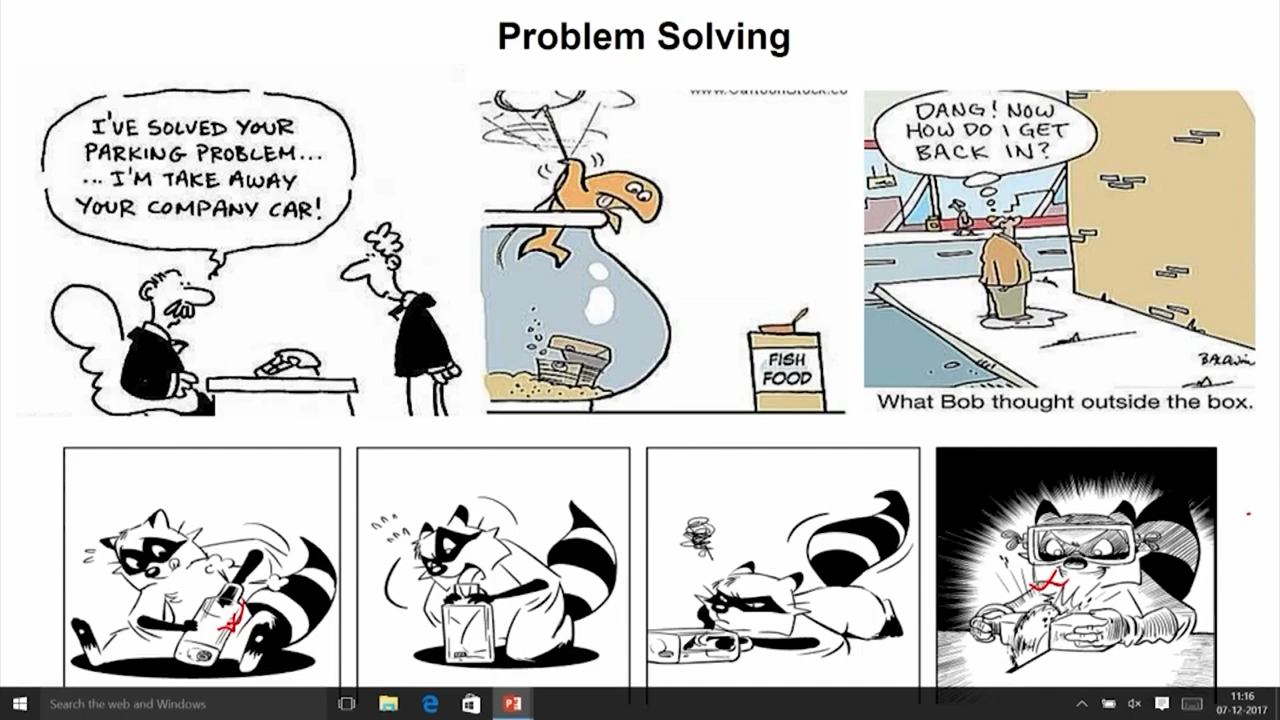 Problem Solving
I'VE SOLVED YOUR
PARKING PROBLEM...
... I'M TAKE AWAY
YOUR COMPANY CAR!
DANG! NOW
HOW DO I GET
BACK IN?
FISH
FOOD
What Bob thought outside the box.
Search the web and Windows
11:16
07-12-2017